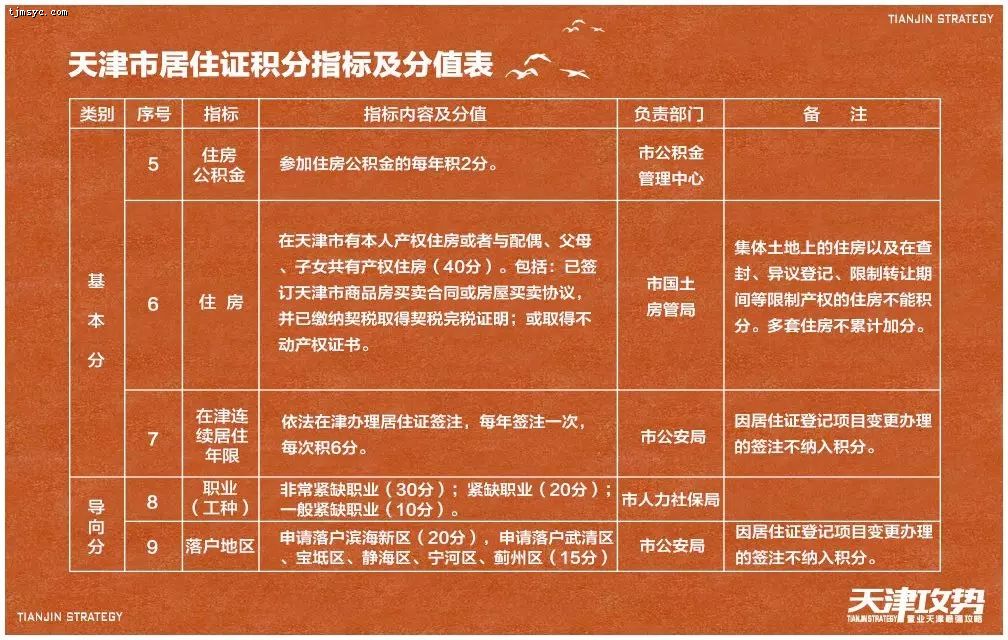 tjmsyc.com
TIANJIN STRATEGY
天津市居住证积分指标及分值表
类别 序号 指标 指标内容及分值 负责部门 备 注
基本分
5
住房
公积金
参加住房公积金的每年积2分。
市公积金
管理中心
6
住 房
在天津市有本人产权住房或者与配偶、父母
、子女共有产权住房（40分）。包括：已签
订天津市商品房买卖合同或房屋买卖协议，
并已缴纳契税取得契税完税证明；或取得不
动产权证书。
市国土
房管局
集体土地上的住房以及在查
封、异议登记、限制转让期
间等限制产权的住房不能积
分。多套住房不累计加分。
7
在津连
续居住
年限
依法在津办理居住证签注，每年签注一次，
每次积6分。
市公安局
因居住证登记项目变更办理
的签注不纳入积分。
导向分
8
职业
（工种）
非常紧缺职业（30分）；紧缺职业（20分）；
一般紧缺职业（10分）。
市人力社保局
9
落户地区
申请落户滨海新区（20分），申请落户武清区
、宝坻区、静海区、宁河区、蓟州区（15分）
市公安局
因居住证登记项目变更办理
的签注不纳入积分。
TIANJIN STRATEGY
天津攻势
TIANJIN STRATEGY 置业天津最强攻略